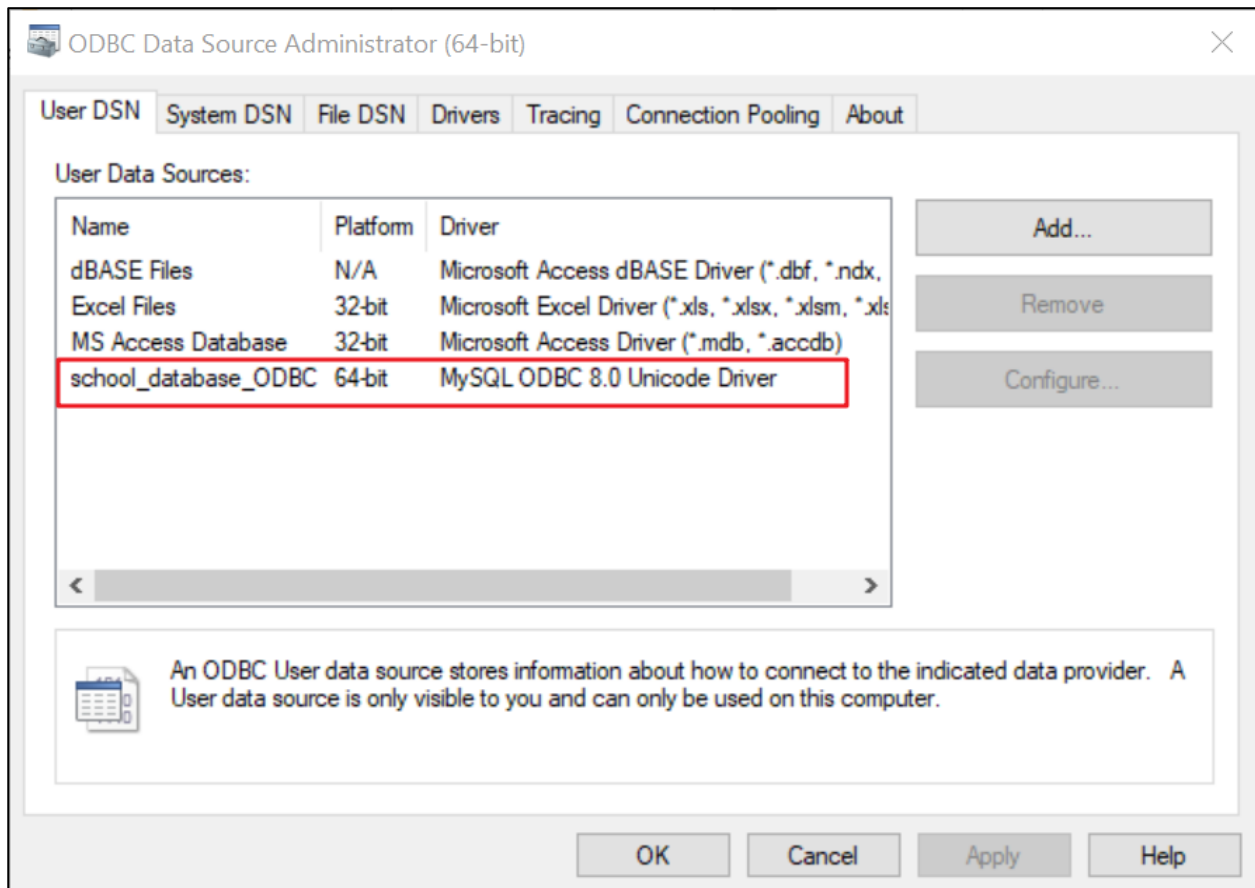 ODBC Data Source Administrator (64-bit)
User DSN System DSN File DSN Drivers Tracing Connection Pooling About
User Data Sources:
Name Platform Driver
Add...
dBASE Files N/A Microsoft Access dBASE Driver (*.dbf, *.ndx,
Excel Files 32-bit Microsoft Excel Driver (*.xls, *.xlsx, *.xlsm, *.xls
Remove
MS Access Database 32-bit Microsoft Access Driver (*.mdb, *.accdb)
school_database_ODBC 64-bit MySQL ODBC 8.0 Unicode Driver
Configure...
An ODBC User data source stores information about how to connect to the indicated data provider. A
User data source is only visible to you and can only be used on this computer.
OK Cancel Apply Help